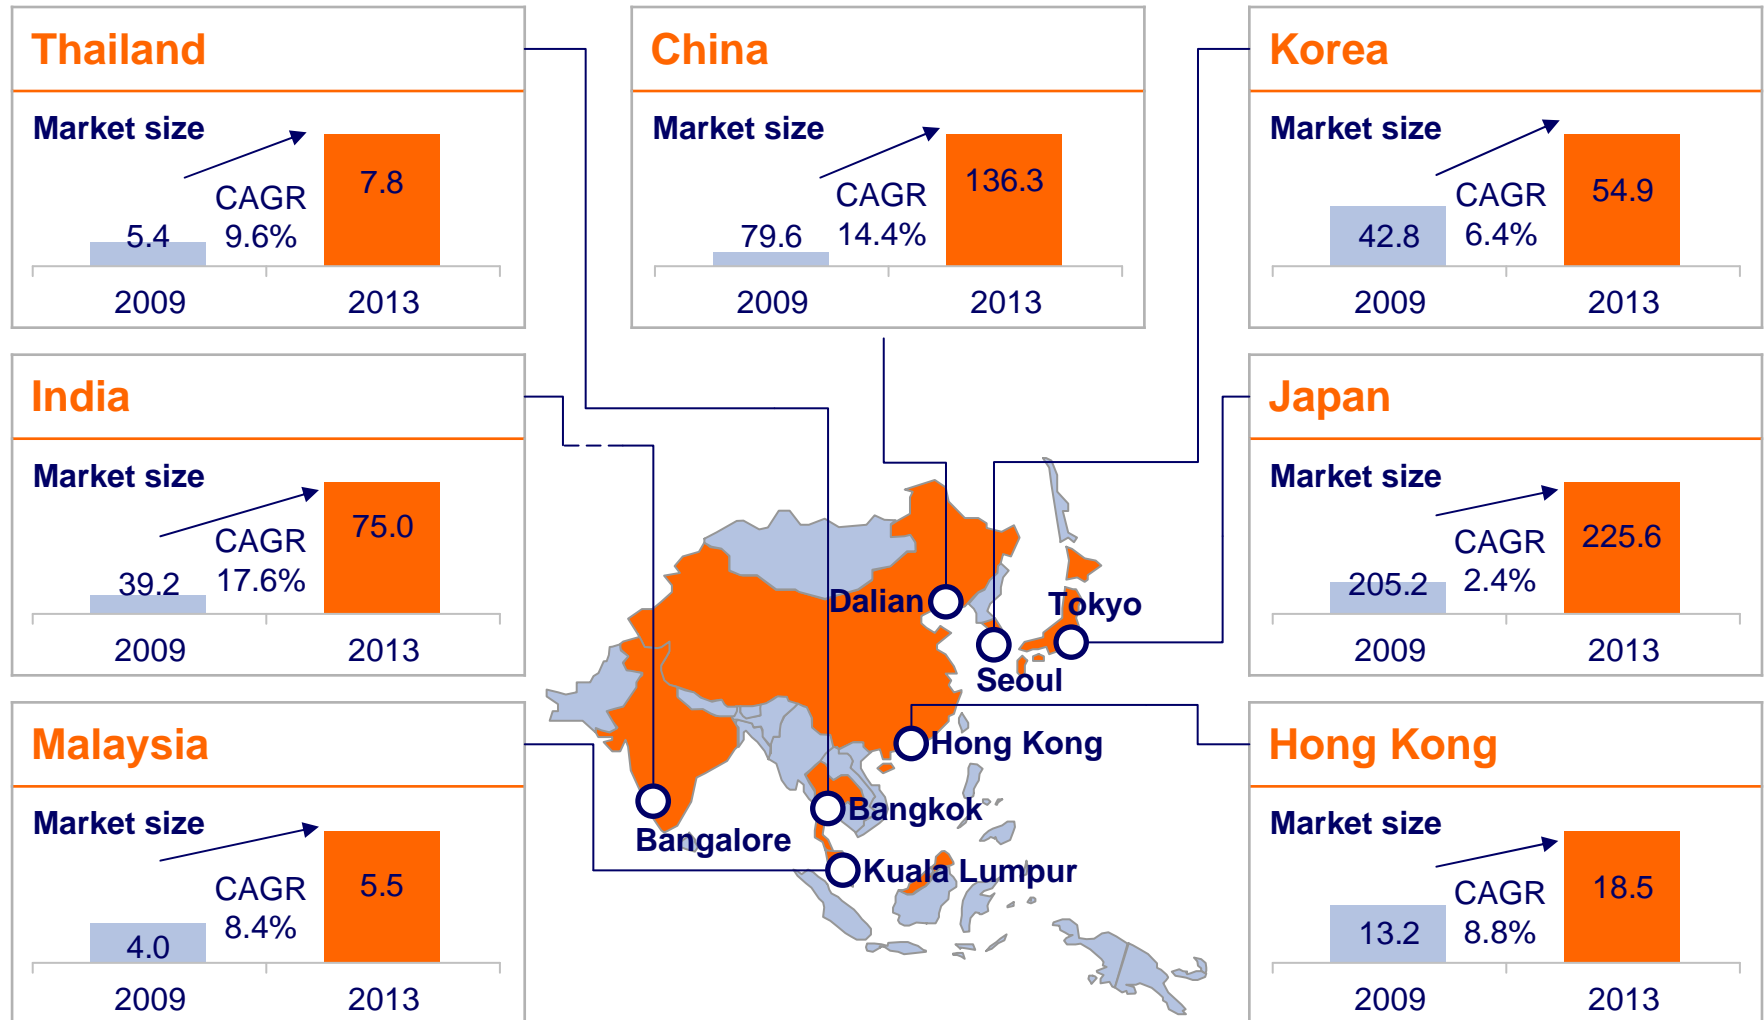 Thailand
Market size
CAGR
9.6%
5.4
7.8
2009
2013
China
Market size
CAGR
14.4%
79.6
136.3
2009
2013
Korea
Market size
CAGR
6.4%
42.8
54.9
2009
2013
India
Market size
CAGR
17.6%
39.2
75.0
2009
2013
Japan
Market size
CAGR
2.4%
205.2
225.6
2009
2013
Malaysia
Market size
CAGR
8.4%
4.0
5.5
2009
2013
Hong Kong
Market size
CAGR
8.8%
13.2
18.5
2009
2013
Dalian
Tokyo
Seoul
Hong Kong
Bangkok
Bangalore
Kuala Lumpur